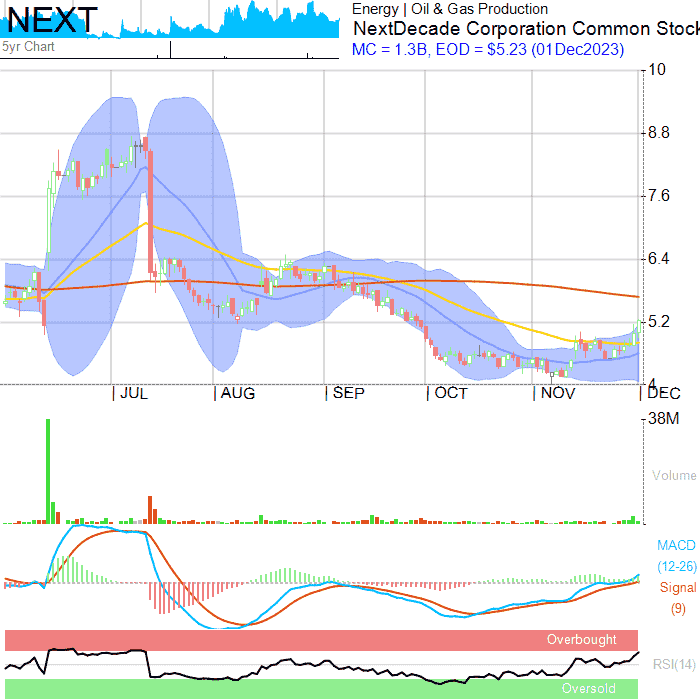 NEXT
5yr Chart
Energy | Oil & Gas Production
NextDecade Corporation Common Stock
MC = 1.3B, EOD = $5.23 (01Dec2023)
10
8.8
7.6
6.4
5.2
4
JUL AUG SEP OCT NOV DEC
38M
Volume
MACD
(12-26)
Signal
(9)
Overbought
RSI(14)
Oversold